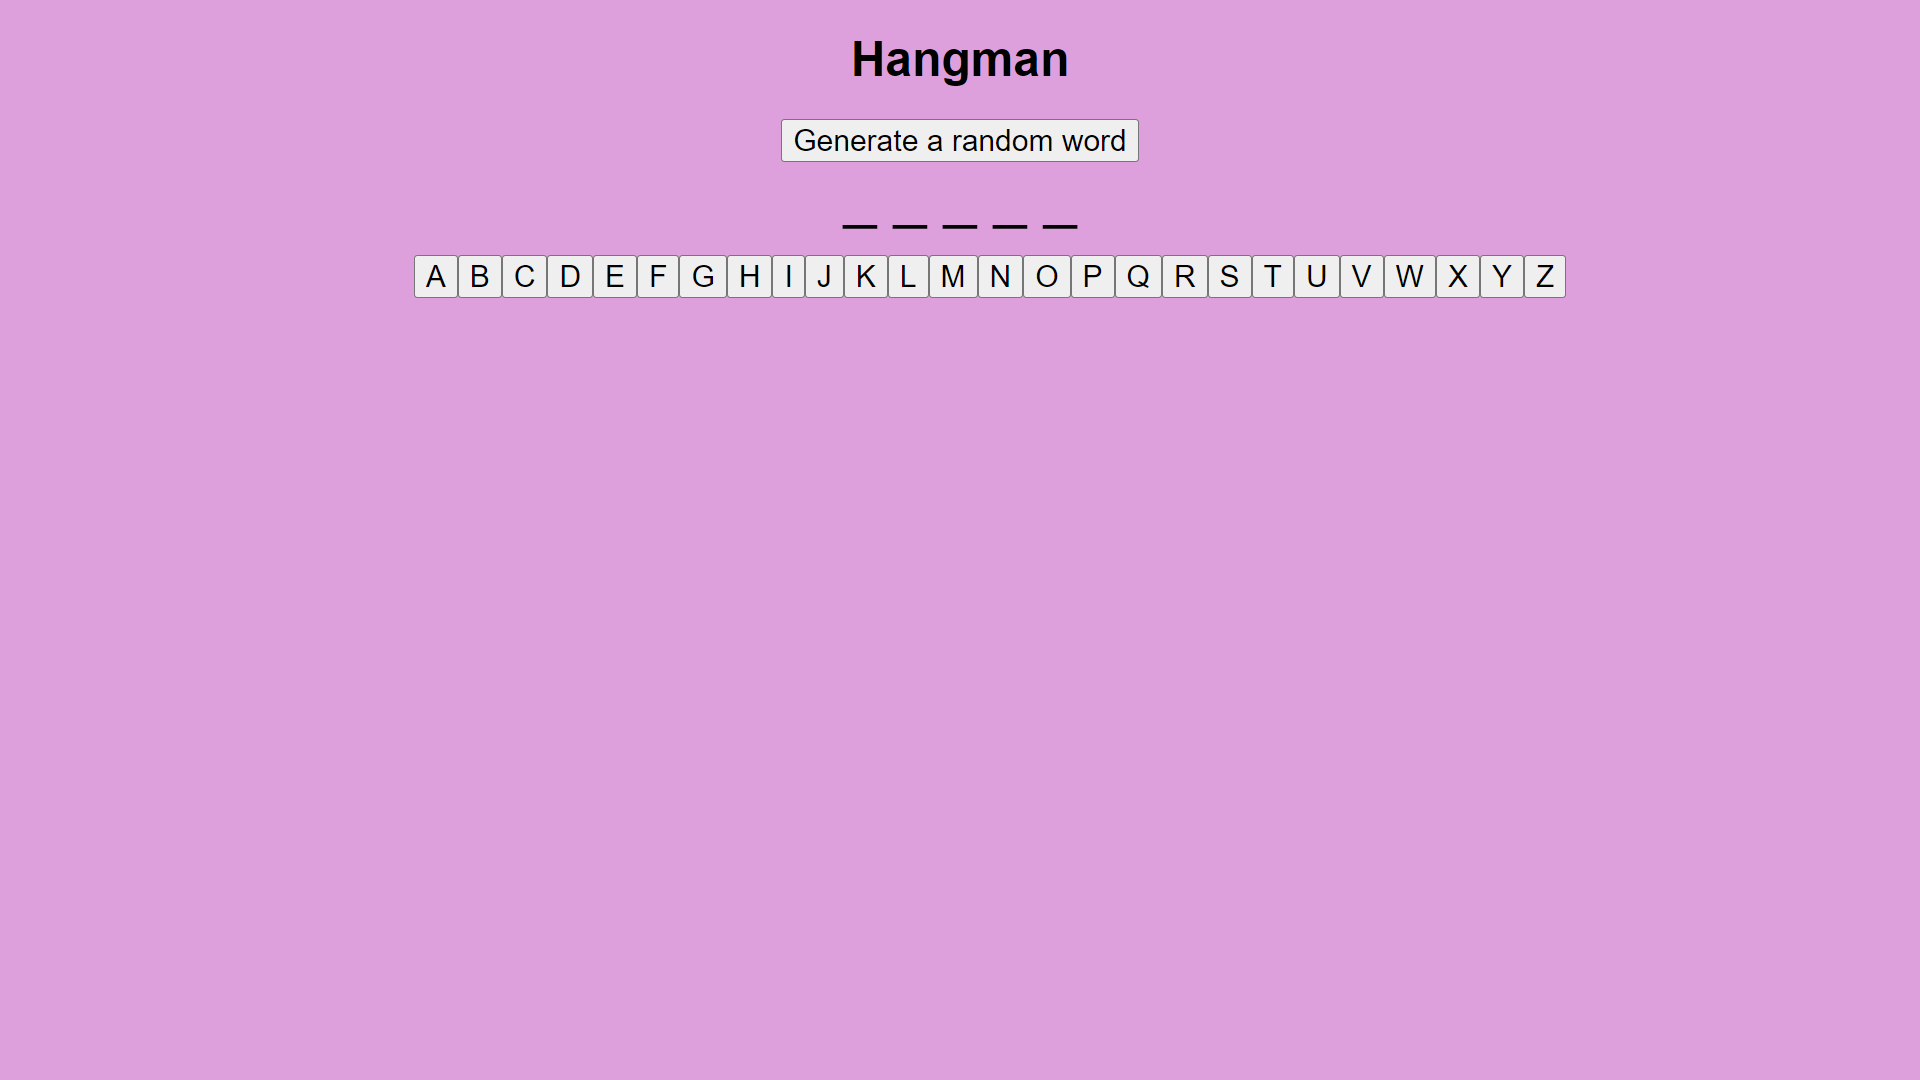 Hangman
Generate a random word
_ _ _ _ _
A B C D E F G H I J K L M N O P Q R S T U V W X Y Z